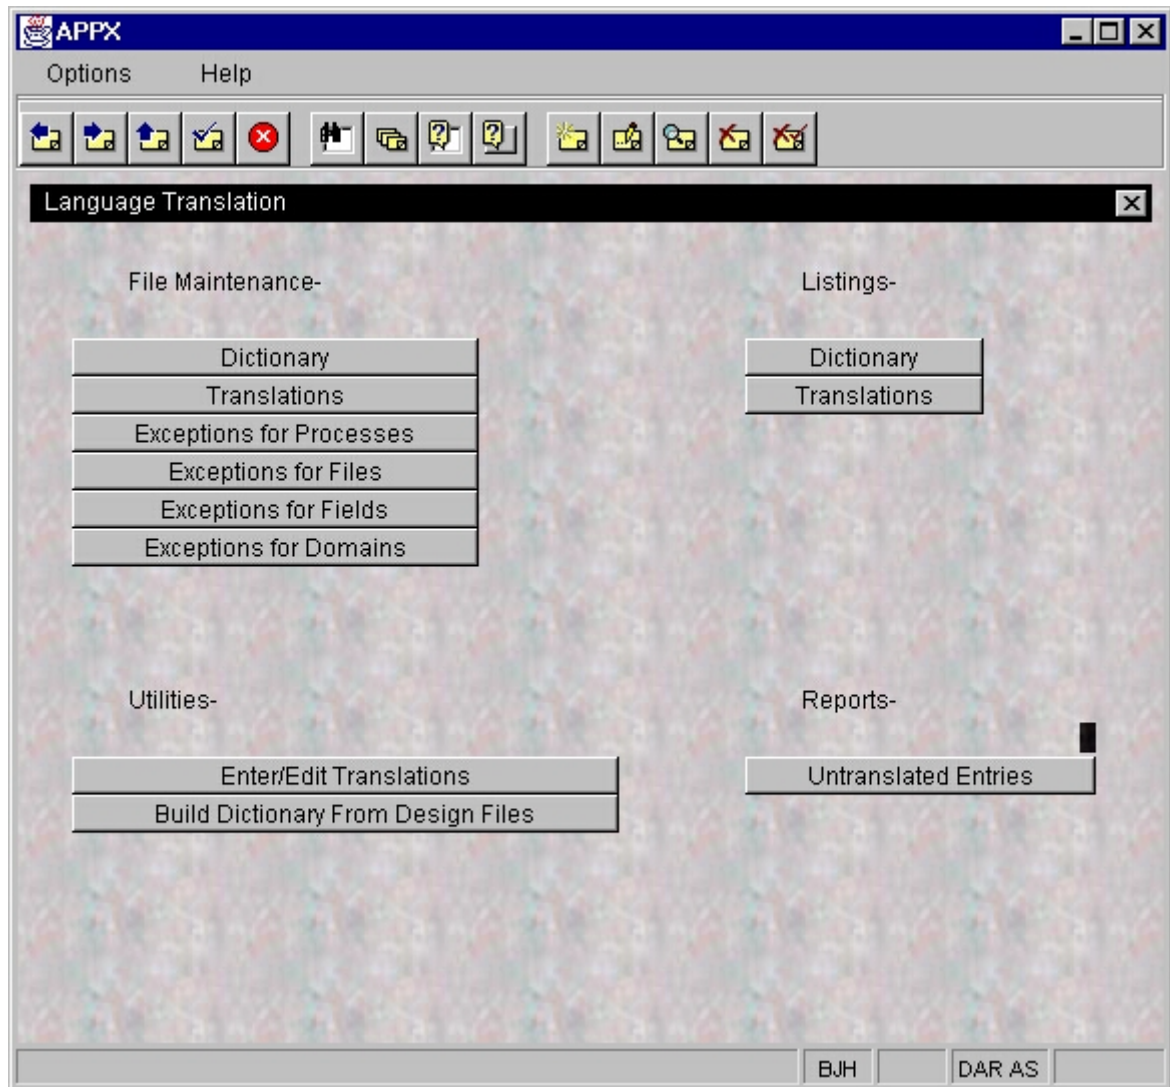 APPX
Options Help
Language Translation
File Maintenance-
Dictionary
Translations
Exceptions for Processes
Exceptions for Files
Exceptions for Fields
Exceptions for Domains
Listings-
Dictionary
Translations
Utilities-
Enter/Edit Translations
Build Dictionary From Design Files
Reports-
Untranslated Entries
BJH DAR AS